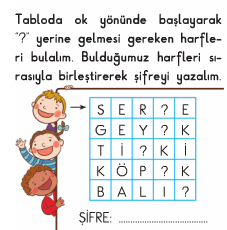 Tabloda ok yönünde başlayarak
"?" yerine gelmesi gereken harfle-
ri bulalım. Bulduğumuz harfleri sı-
rasıyla birleştirerek şifreyi yazalım.
S E R ? E
G E Y ? K
T İ ? K İ
K Ö P ? K
B A L I ?
ŞİFRE: ....................................